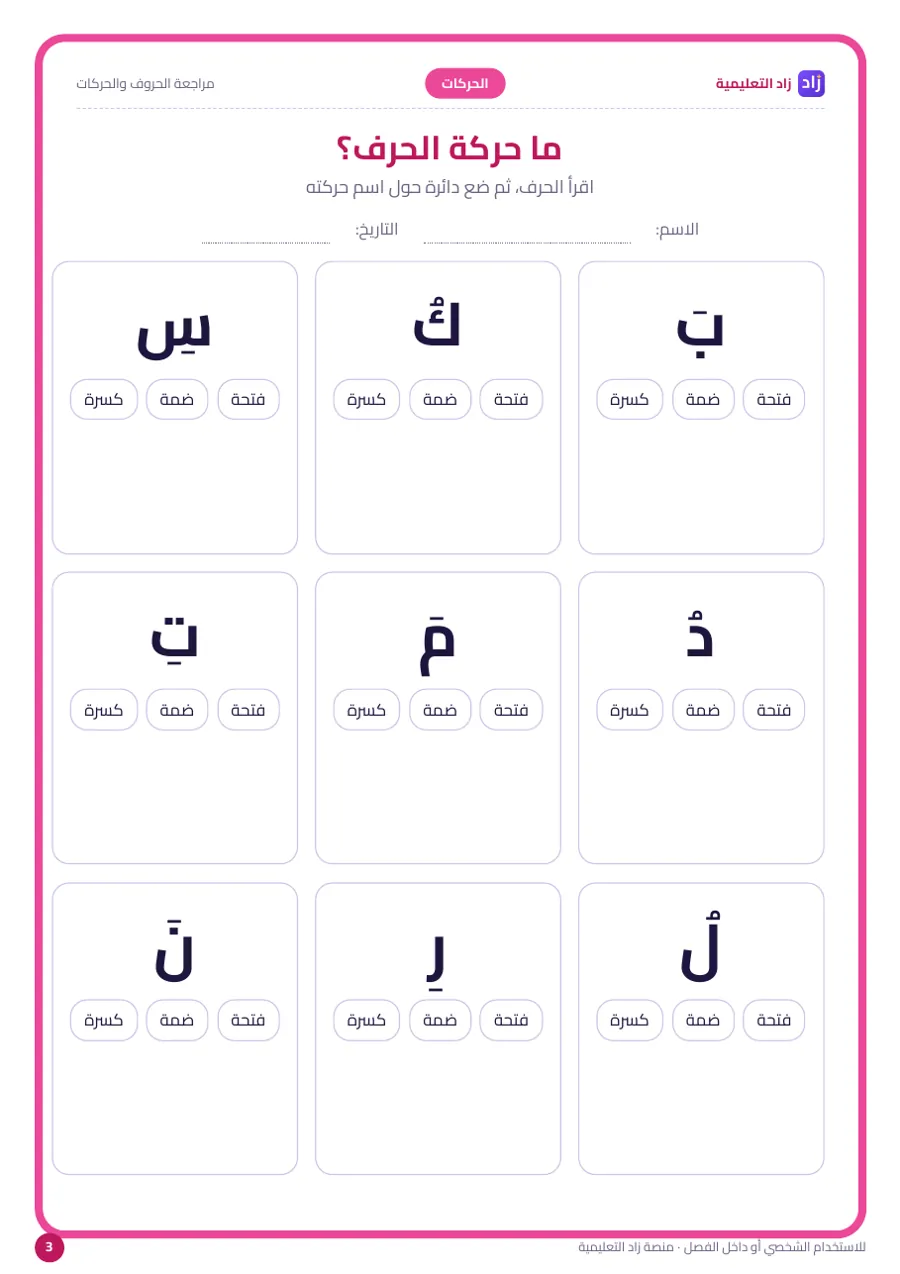 زاد زاد التعليمية الحركات مراجعة الحروف والحركات
ما حركة الحرف؟
اقرأ الحرف، ثم ضع دائرة حول اسم حركته
الاسم: التاريخ:
بَ كُ سِ
فتحة ضمة كسرة فتحة ضمة كسرة فتحة ضمة كسرة
دُ مَ تِ
فتحة ضمة كسرة فتحة ضمة كسرة فتحة ضمة كسرة
لُ رِ نَ
فتحة ضمة كسرة فتحة ضمة كسرة فتحة ضمة كسرة
للاستخدام الشخصي أو داخل الفصل · منصة زاد التعليمية 3